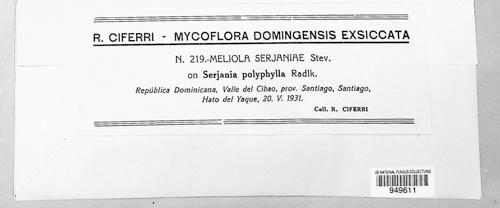 R. CIFERRI - MYCOFLORA DOMINGENSIS EXSICCATA
N. 219.-MELIOLA SERJANIAE Stev.
on Serjania polyphylla Radlk.
República Dominicana, Valle del Cibao, prov. Santiago, Santiago,
Hato del Yaque, 20. V. 1931.
Coll. R. CIFERRI
US NATIONAL FUNGUS COLLECTIONS
949611